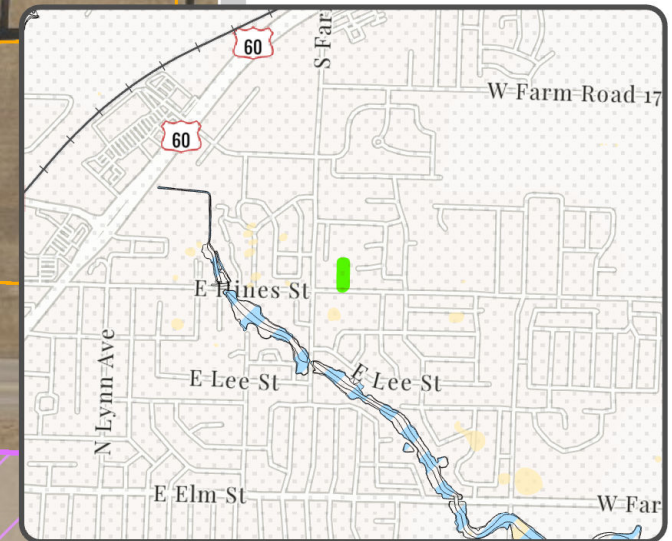 60
S Far
W Farm Road 17
60
E Hines St
N Lynn Ave
E Lee St
E Lee St
E Elm St
W Far